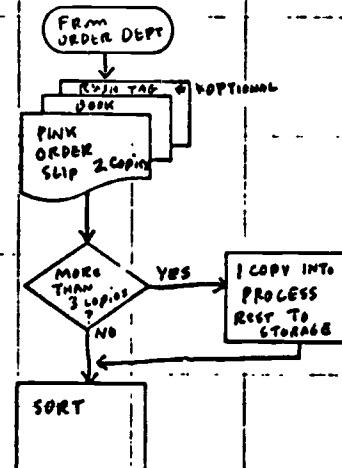 FROM
ORDER DEPT
RUSH TAG * *OPTIONAL
BOOK
PINK
ORDER
SLIP 2 COPIES
MORE
THAN
3 COPIES
?
YES
NO
1 COPY INTO
PROCESS
REST TO
STORAGE
SORT